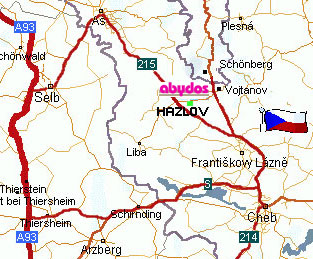 A93
Aš
Plesná
Schönwald
215
Schönberg
Selb
abydos
Vojtanov
HAZLOV
Liba
Františkovy Lázně
Thierstein
t bei Thiersheim
S
Thiersheim
Schirnding
Cheb
A93
Arzberg
214